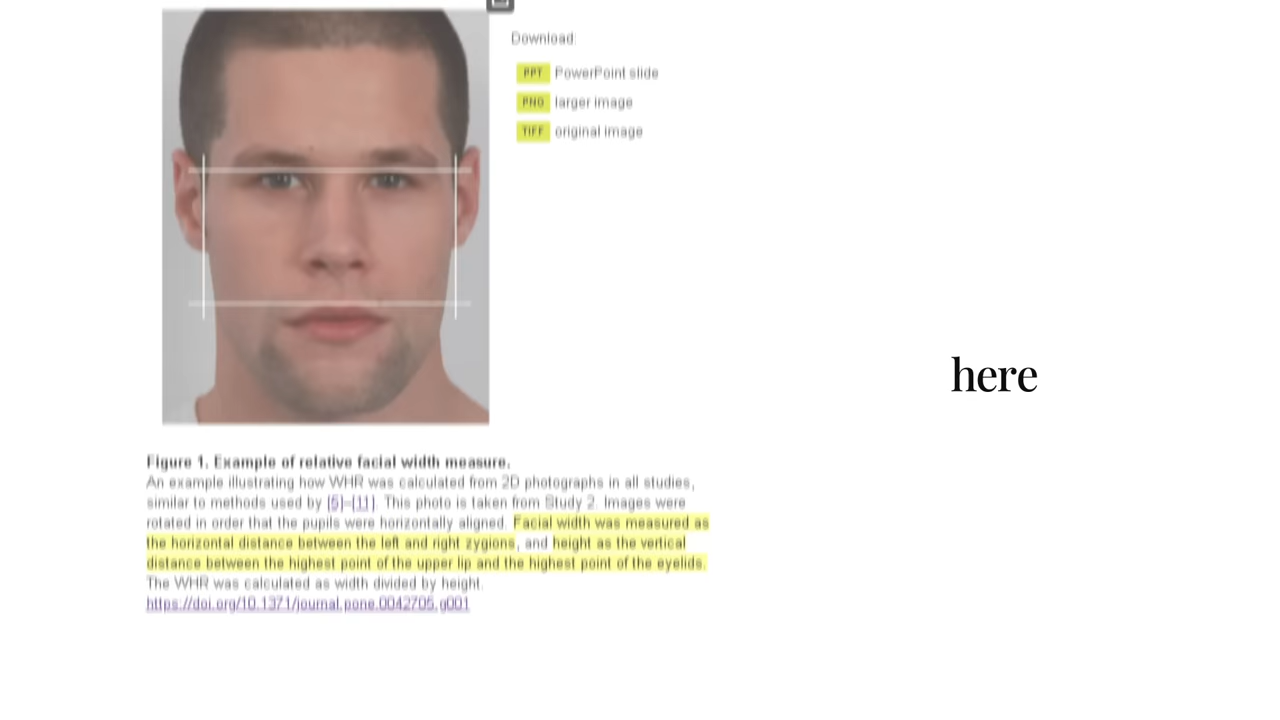 Download:
PPT PowerPoint slide
PNG larger image
TIFF original image
here
Figure 1. Example of relative facial width measure.
An example illustrating how WHR was calculated from 2D photographs in all studies,
similar to methods used by [5]–[11]. This photo is taken from Study 2. Images were
rotated in order that the pupils were horizontally aligned. Facial width was measured as
the horizontal distance between the left and right zygions, and height as the vertical
distance between the highest point of the upper lip and the highest point of the eyelids.
The WHR was calculated as width divided by height.
https://doi.org/10.1371/journal.pone.0042705.g001